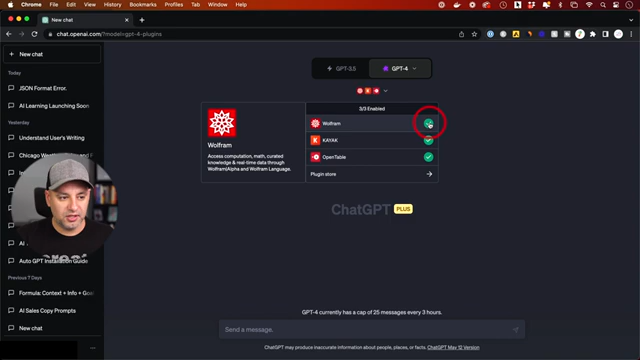 Chrome File Edit View History Bookmarks Profiles Tab Window Help
New chat
chat.openai.com/?model=gpt-4-plugins
New chat
Today
JSON Format Error.
AI Learning Launching Soon
Yesterday
Understand User's Writing
Chicago
AI
Auto GPT Installation Guide
Previous 7 Days
Formula: Context + Info + Go
AI Sales Copy Prompts
New chat
GPT-3.5
GPT-4
3/3 Enabled
Wolfram
Access computation, math, curated
knowledge & real-time data through
Wolfram|Alpha and Wolfram Language.
Wolfram
KAYAK
OpenTable
Plugin store
ChatGPT PLUS
GPT-4 currently has a cap of 25 messages every 3 hours.
Send a message.
ChatGPT may produce inaccurate information about people, places, or facts. ChatGPT May 12 Version